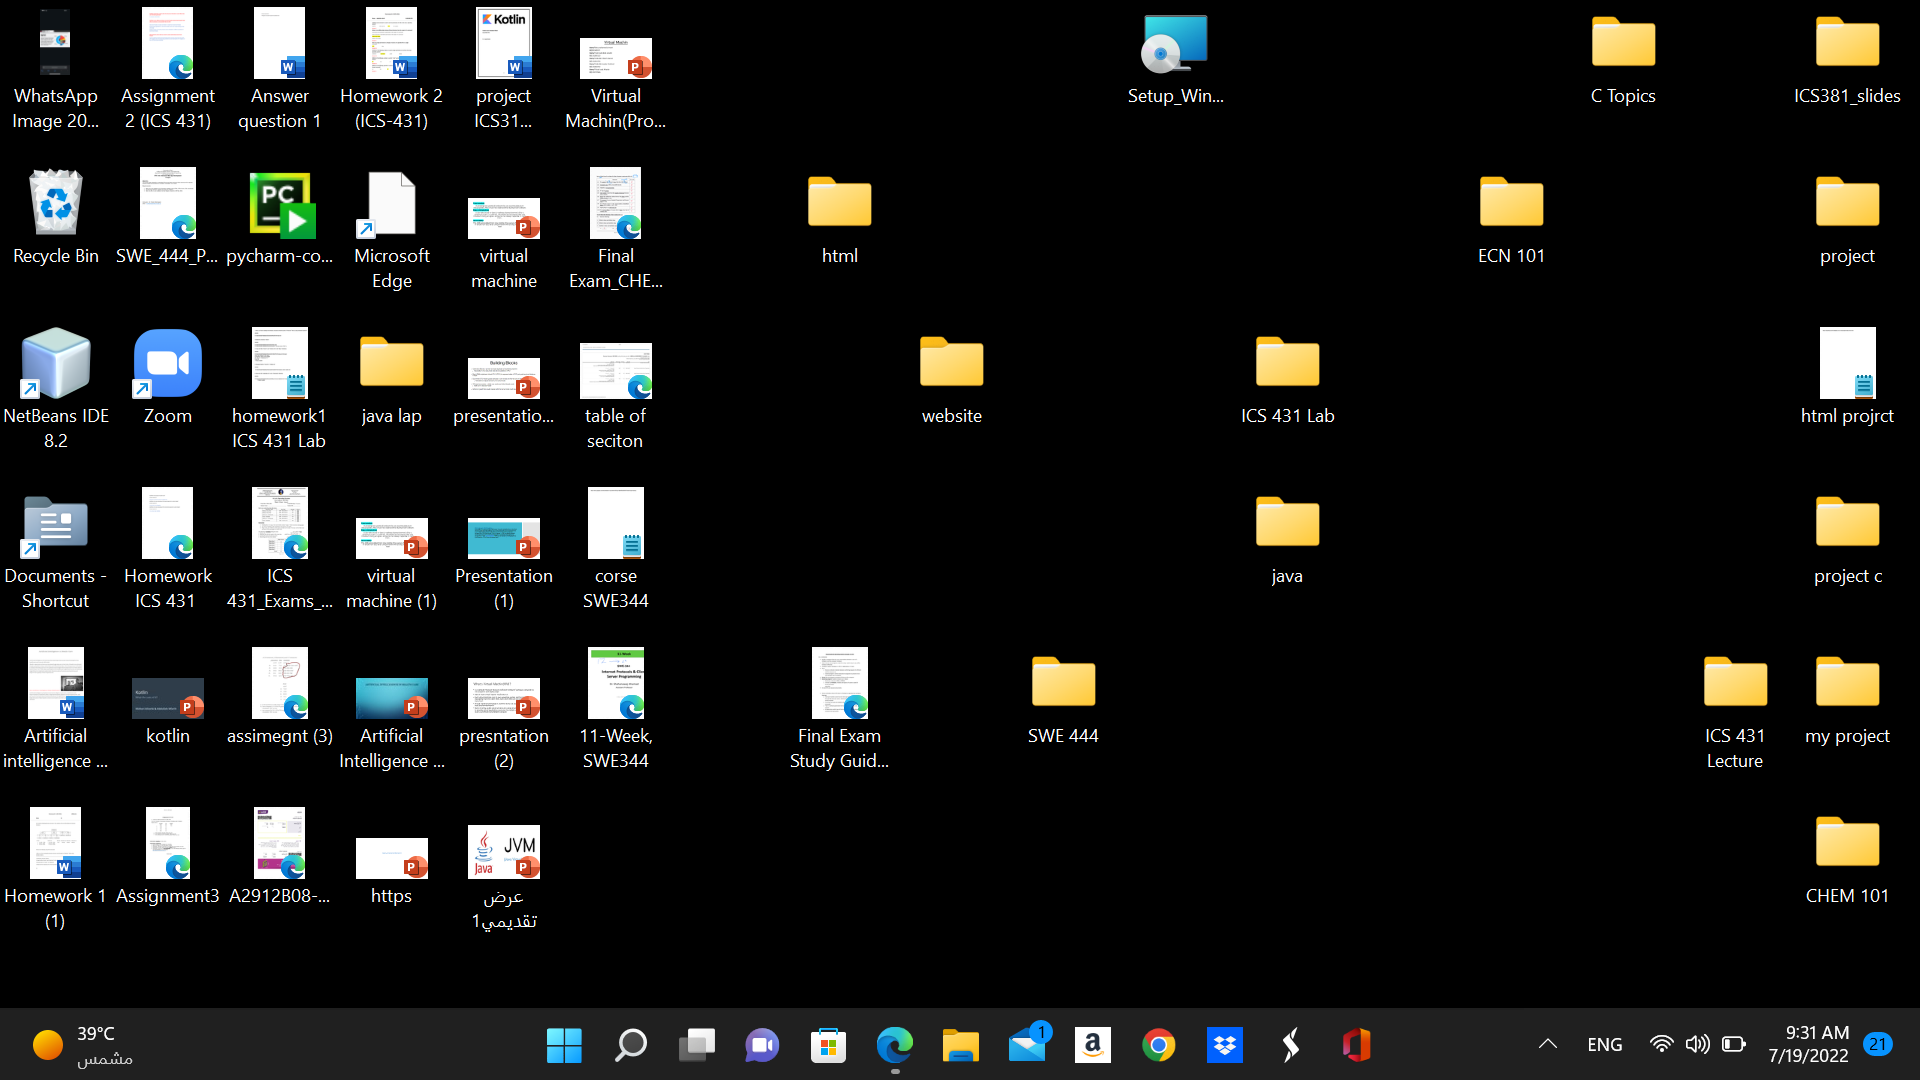 WhatsApp
Image 20...
Assignment
2 (ICS 431)
Answer
question 1
Homework 2
(ICS-431)
Kotlin
project
ICS31...
Virtual
Machin(Pro...
Setup_Win...
C Topics
ICS381_slides
Recycle Bin
SWE_444_P...
PC
pycharm-co...
Microsoft
Edge
virtual
machine
Final
Exam_CHE...
html
ECN 101
project
NetBeans IDE
8.2
Zoom
homework1
ICS 431 Lab
java lap
Building Blocks
presentatio...
table of
seciton
website
ICS 431 Lab
html projrct
Documents -
Shortcut
Homework
ICS 431
ICS
431_Exams_...
virtual
machine (1)
Presentation
(1)
corse
SWE344
java
project c
Artificial
intelligence ...
Kotlin
kotlin
assimegnt (3)
Artificial
Intelligence ...
presntation
(2)
11-Week,
SWE344
Final Exam
Study Guid...
SWE 444
ICS 431
Lecture
my project
Homework 1
(1)
Assignment3
A2912B08-...
https
Java
JVM
عرض
تقديمي1
CHEM 101
39°C
مشمس
1
a
ENG
9:31 AM
7/19/2022
21